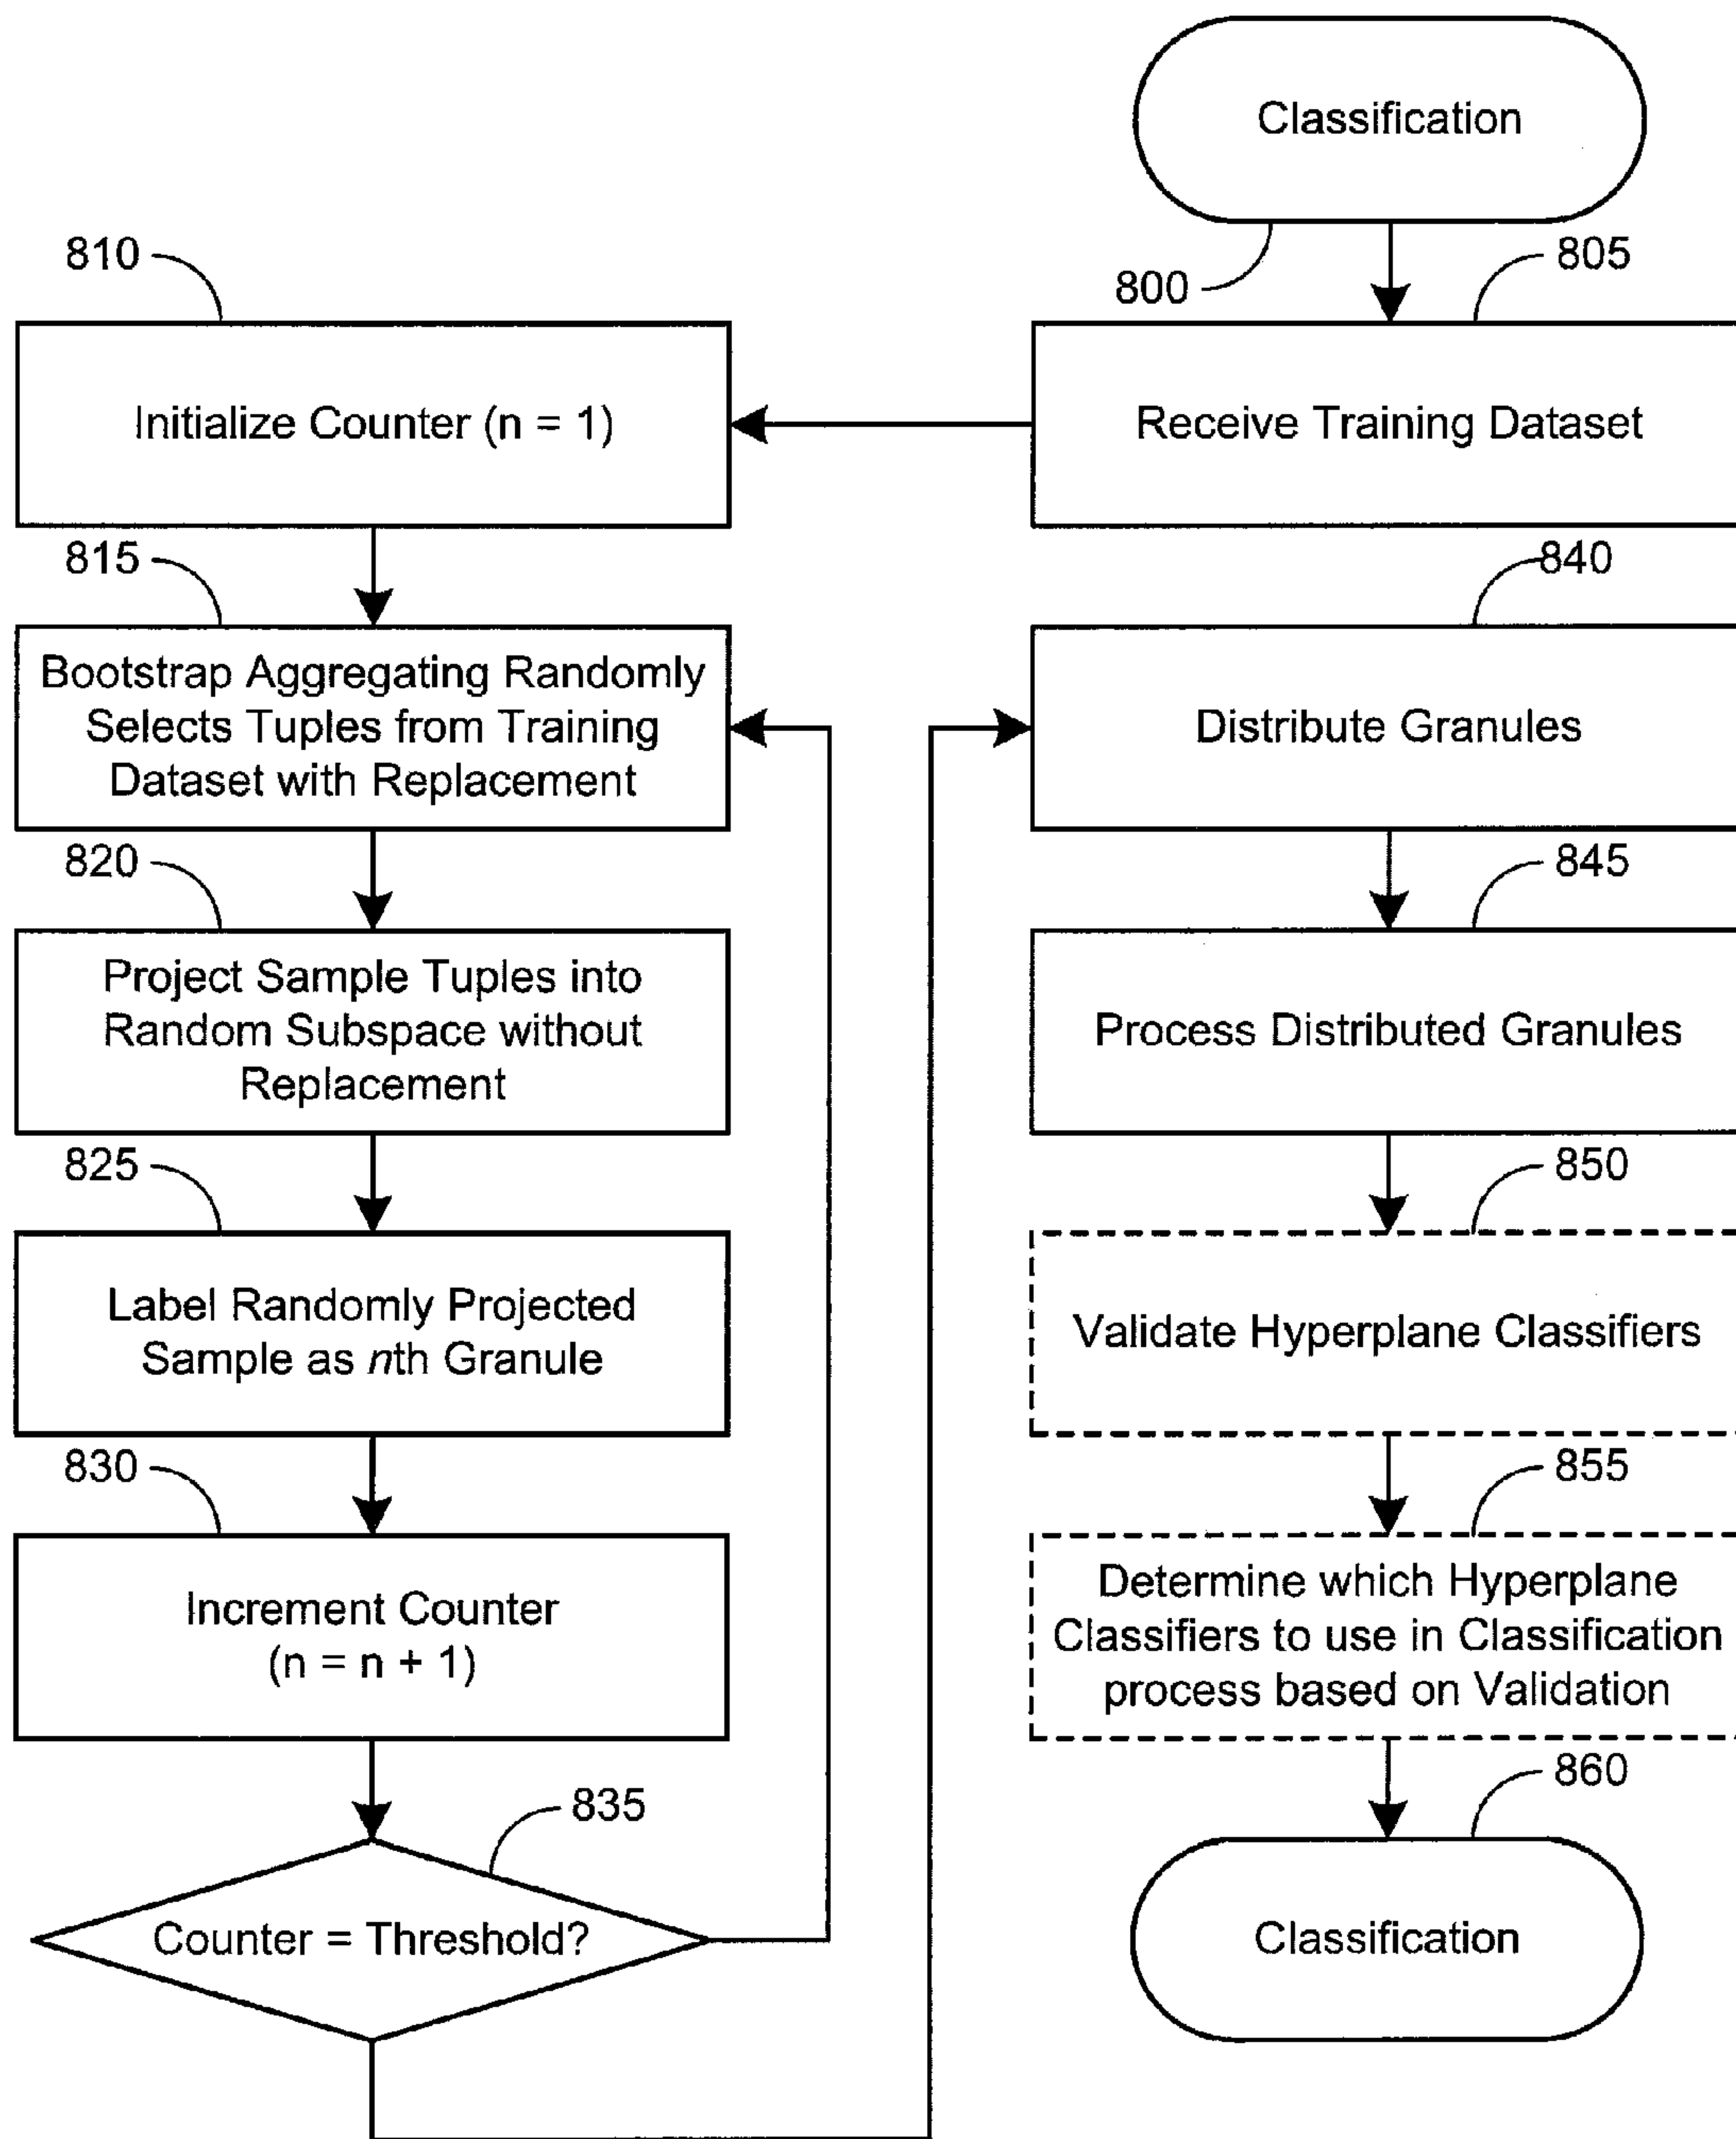 Classification
800
805
Receive Training Dataset
810
Initialize Counter (n = 1)
815
Bootstrap Aggregating Randomly
Selects Tuples from Training
Dataset with Replacement
820
Project Sample Tuples into
Random Subspace without
Replacement
825
Label Randomly Projected
Sample as nth Granule
830
Increment Counter
(n = n + 1)
835
Counter = Threshold?
840
Distribute Granules
845
Process Distributed Granules
850
Validate Hyperplane Classifiers
855
Determine which Hyperplane
Classifiers to use in Classification
process based on Validation
860
Classification